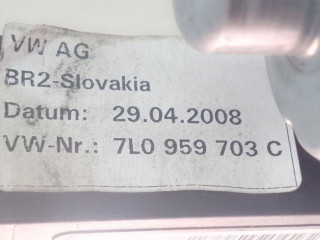 VW AG
BR2-Slovakia
Datum: 29.04.2008
VW-Nr.: 7L0 959 703 C